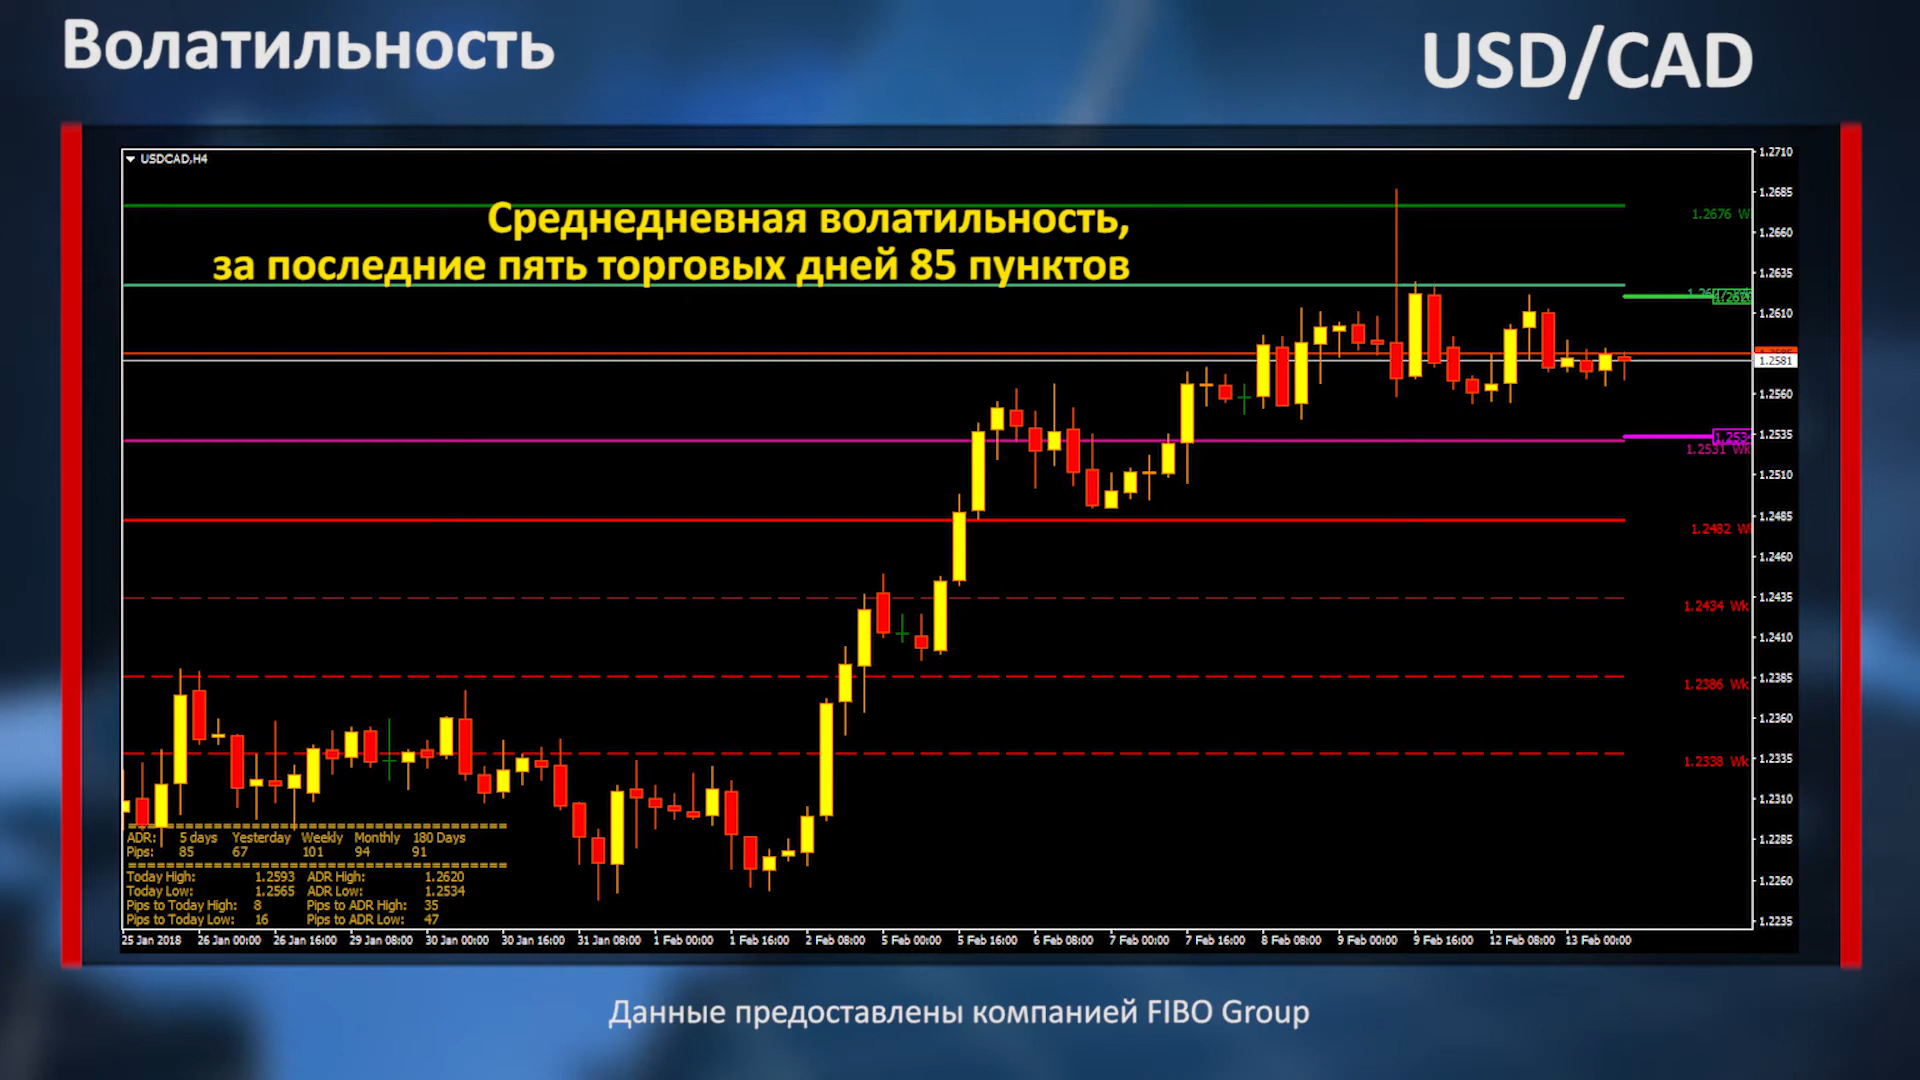 Волатильность
USD/CAD
USDCAD,H4
Среднедневная волатильность,
за последние пять торговых дней 85 пунктов
1.2710
1.2685
1.2676 W
1.2660
1.2635
1.2620
1.2610
1.2581
1.2560
1.2535
1.2534
1.2531 Wk
1.2510
1.2485
1.2482 W
1.2460
1.2435
1.2434 Wk
1.2410
1.2385
1.2386 Wk
1.2360
1.2335
1.2338 Wk
1.2310
1.2285
1.2260
1.2235
ADR: 5 days Yesterday Weekly Monthly 180 Days
Pips: 85 67 101 94 91
Today High: 1.2593 ADR High: 1.2620
Today Low: 1.2565 ADR Low: 1.2534
Pips to Today High: 8 Pips to ADR High: 35
Pips to Today Low: 16 Pips to ADR Low: 47
25 Jan 2018 26 Jan 00:00 26 Jan 16:00 29 Jan 08:00 30 Jan 00:00 30 Jan 16:00 31 Jan 08:00 1 Feb 00:00 1 Feb 16:00 2 Feb 08:00 5 Feb 00:00 5 Feb 16:00 6 Feb 08:00 7 Feb 00:00 7 Feb 16:00 8 Feb 08:00 9 Feb 00:00 9 Feb 16:00 12 Feb 08:00 13 Feb 00:00
Данные предоставлены компанией FIBO Group